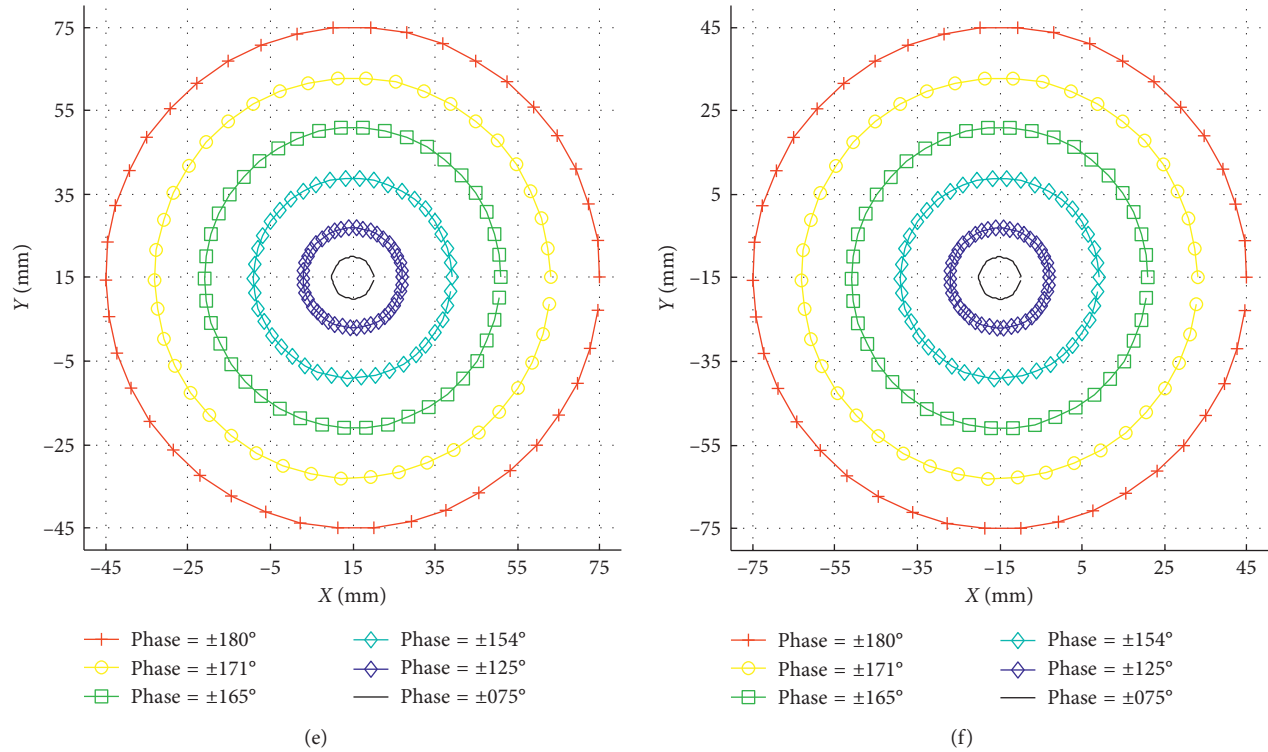 75
55
35
15
–5
–25
–45
Y (mm)
–45 –25 –5 15 35 55 75
X (mm)
Phase = ±180°
Phase = ±171°
Phase = ±165°
Phase = ±154°
Phase = ±125°
Phase = ±075°
(e)
45
25
5
–15
–35
–55
–75
Y (mm)
–75 –55 –35 –15 5 25 45
X (mm)
Phase = ±180°
Phase = ±171°
Phase = ±165°
Phase = ±154°
Phase = ±125°
Phase = ±075°
(f)